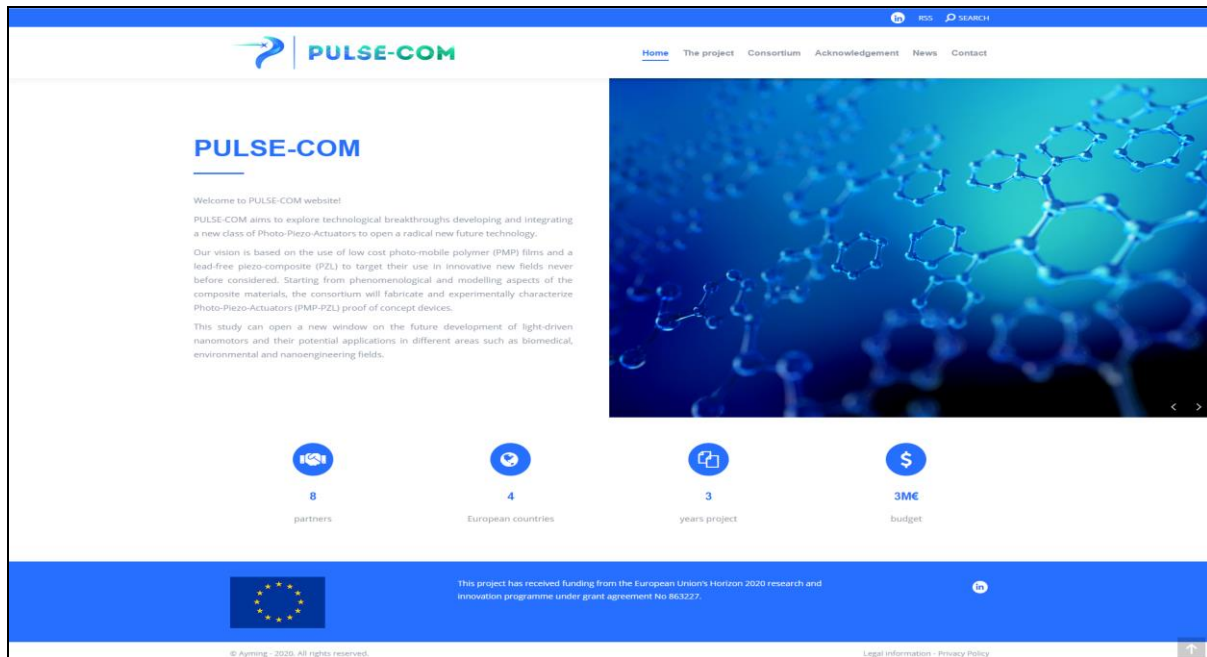 in RSS SEARCH
PULSE-COM
Home The project Consortium Acknowledgement News Contact
PULSE-COM
Welcome to PULSE-COM website!
PULSE-COM aims to explore technological breakthroughs developing and integrating
a new class of Photo-Piezo-Actuators to open a radical new future technology.
Our vision is based on the use of low cost photo-mobile polymer (PMP) films and a
lead-free piezo-composite (PZL) to target their use in innovative new fields never
before considered. Starting from phenomenological and modelling aspects of the
composite materials, the consortium will fabricate and experimentally characterize
Photo-Piezo-Actuators (PMP-PZL) proof of concept devices.
This study can open a new window on the future development of light-driven
nanomotors and their potential applications in different areas such as biomedical,
environmental and nanoengineering fields.
8 4 3 3M€
partners European countries years project budget
This project has received funding from the European Union's Horizon 2020 research and
innovation programme under grant agreement No 863227.
in
© Ayming - 2020. All rights reserved. Legal information - Privacy Policy